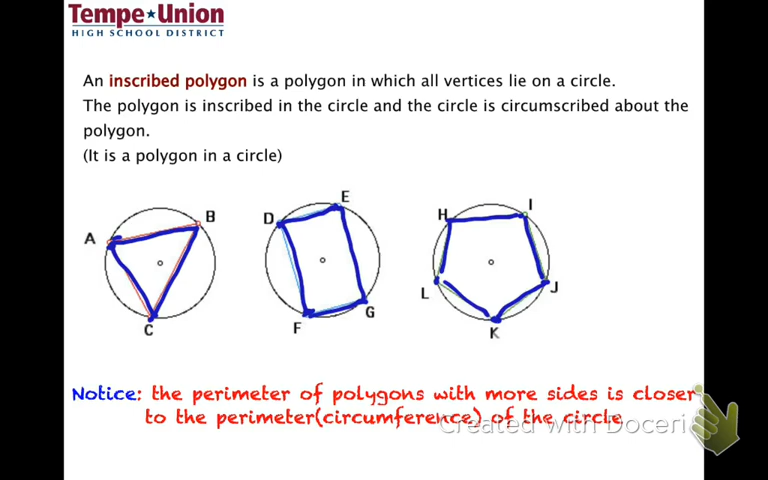 Tempe★Union
HIGH SCHOOL DISTRICT
An inscribed polygon is a polygon in which all vertices lie on a circle.
The polygon is inscribed in the circle and the circle is circumscribed about the
polygon.
(It is a polygon in a circle)
A B C
D E F G
H I J K L
Notice: the perimeter of polygons with more sides is closer
to the perimeter(circumference) of the circle
Created with Doceri